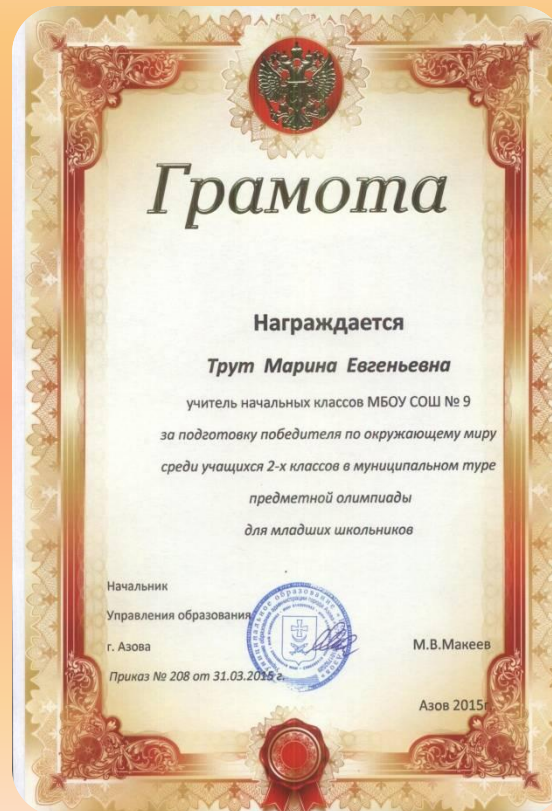 Грамота
Награждается
Трут Марина Евгеньевна
учитель начальных классов МБОУ СОШ № 9
за подготовку победителя по окружающему миру
среди учащихся 2-х классов в муниципальном туре
предметной олимпиады
для младших школьников
Начальник
Управления образования
г. Азова
М.В.Макеев
Приказ № 208 от 31.03.2015 г.
Азов 2015г